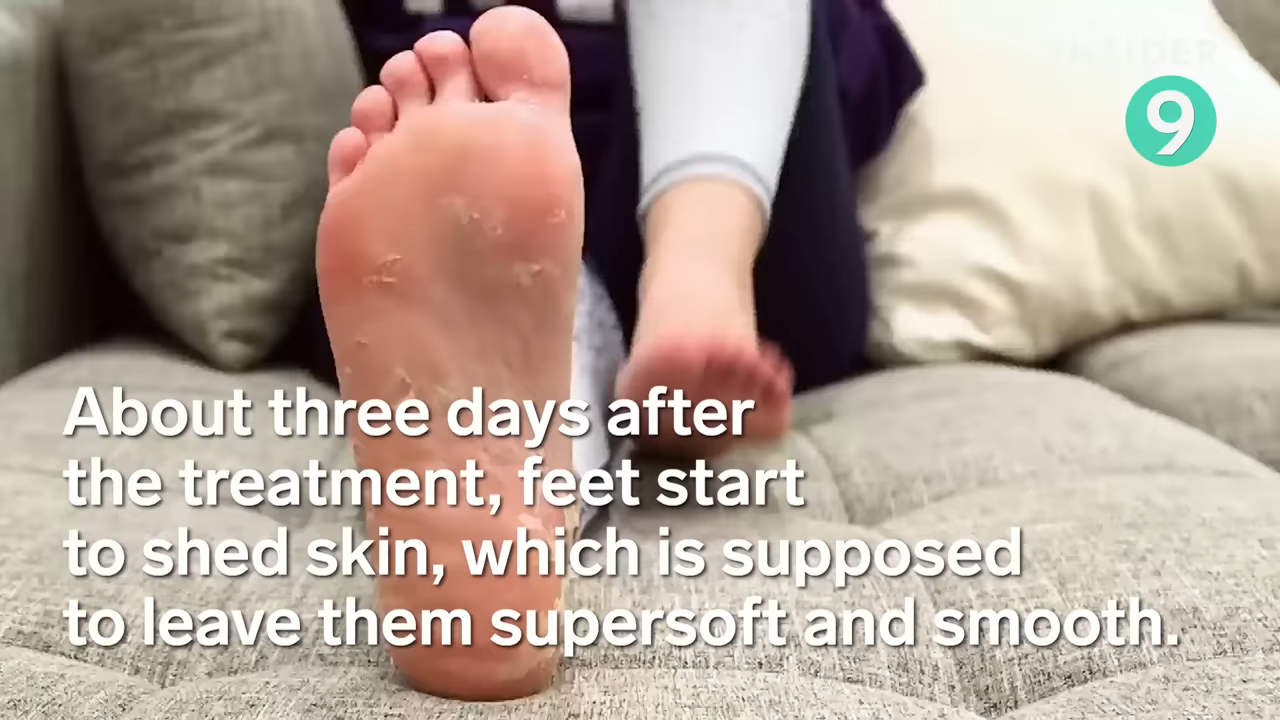 INSIDER
9
About three days after
the treatment, feet start
to shed skin, which is supposed
to leave them supersoft and smooth.